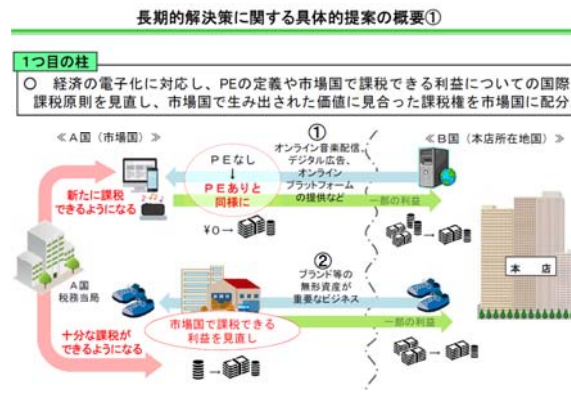 長期的解決策に関する具体的提案の概要①
1つ目の柱
○ 経済の電子化に対応し、PEの定義や市場国で課税できる利益についての国際
課税原則を見直し、市場国で生み出された価値に見合った課税権を市場国に配分。
≪A国(市場国)≫
①
オンライン音楽配信、
デジタル広告、
オンライン
プラットフォーム
の提供など
≪B国(本店所在地国)≫
PEなし
↓
PEありと
同様に
新たに課税
できるようになる
一部の利益
¥0→
→
本店
A国
税務当局
②
ブランド等の
無形資産が
重要なビジネス
市場国で課税できる
利益を見直し
一部の利益
十分な課税が
できるようになる
→
→